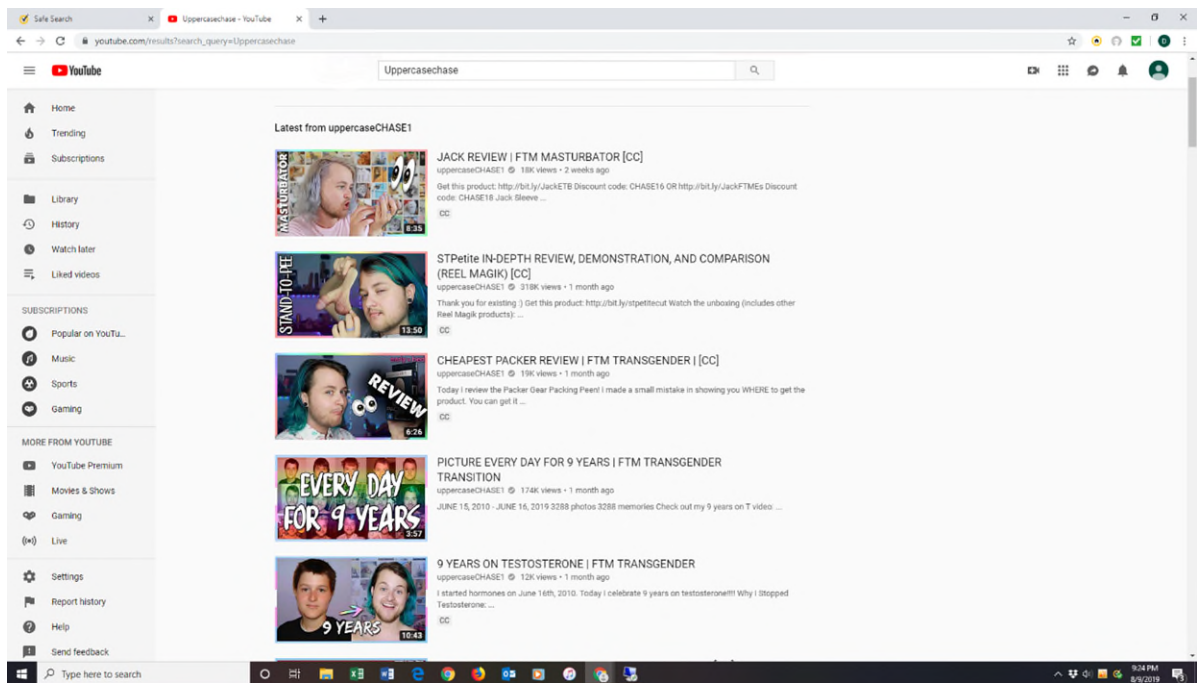 Safe Search
Uppercasechase - YouTube
youtube.com/results?search_query=Uppercasechase
YouTube
Uppercasechase
Home
Trending
Subscriptions
Library
History
Watch later
Liked videos
SUBSCRIPTIONS
Popular on YouTu...
Music
Sports
Gaming
MORE FROM YOUTUBE
YouTube Premium
Movies & Shows
Gaming
Live
Settings
Report history
Help
Send feedback
Latest from uppercaseCHASE1
MASTURBATOR
8:35
JACK REVIEW | FTM MASTURBATOR [CC]
uppercaseCHASE1 18K views • 2 weeks ago
Get this product: http://bit.ly/JackETB Discount code: CHASE16 OR http://bit.ly/JackFTMEs Discount
code: CHASE18 Jack Sleeve ...
CC
STAND-TO-PEE
13:50
STPetite IN-DEPTH REVIEW, DEMONSTRATION, AND COMPARISON
(REEL MAGIK) [CC]
uppercaseCHASE1 318K views • 1 month ago
Thank you for existing :) Get this product: http://bit.ly/stpetitecut Watch the unboxing (includes other
Reel Magik products): ...
CC
REVIEW
6:26
CHEAPEST PACKER REVIEW | FTM TRANSGENDER | [CC]
uppercaseCHASE1 19K views • 1 month ago
Today I review the Packer Gear Packing Peen! I made a small mistake in showing you WHERE to get the
product. You can get it ...
CC
EVERY DAY
FOR 9 YEARS
3:57
PICTURE EVERY DAY FOR 9 YEARS | FTM TRANSGENDER
TRANSITION
uppercaseCHASE1 174K views • 1 month ago
JUNE 15, 2010 - JUNE 16, 2019 3288 photos 3288 memories Check out my 9 years on T video: ...
9 YEARS
10:43
9 YEARS ON TESTOSTERONE | FTM TRANSGENDER
uppercaseCHASE1 12K views • 1 month ago
I started hormones on June 16th, 2010. Today I celebrate 9 years on testosterone!!!! Why I Stopped
Testosterone: ...
CC
Type here to search
9:24 PM
8/9/2019